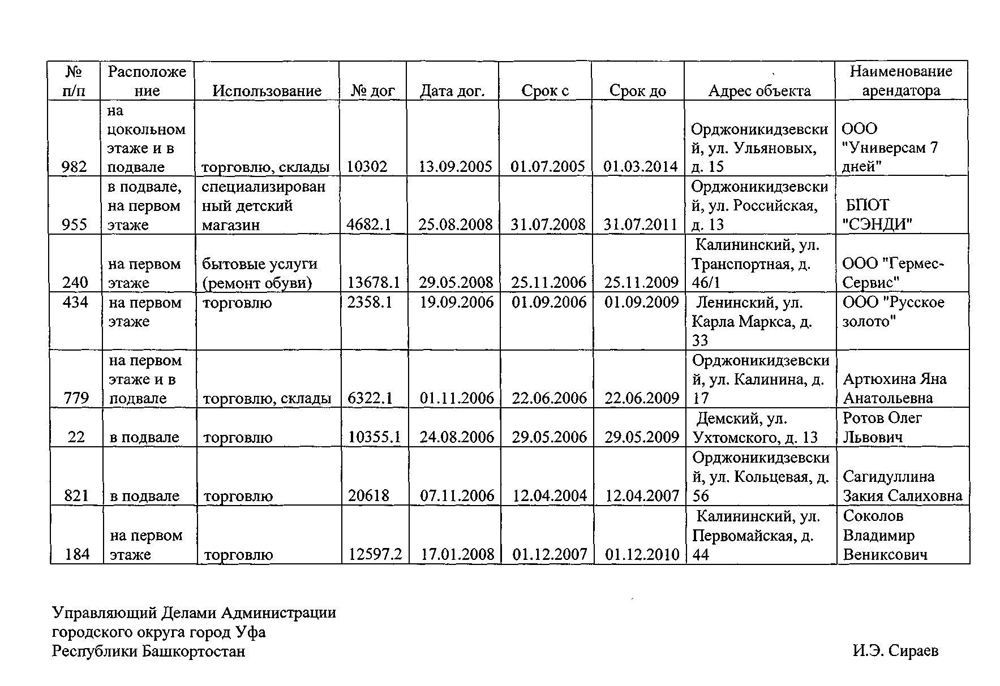 № п/п	Расположе ние	Использование	№ дог	Дата дог.	Срок с	Срок до	Адрес объекта	Наименование арендатора
982	на цокольном этаже и в подвале	торговлю, склады	10302	13.09.2005	01.07.2005	01.03.2014	Орджоникидзевски й, ул. Ульяновых, д. 15	ООО "Универсам 7 дней"
955	в подвале, на первом этаже	специализирован ный детский магазин	4682.1	25.08.2008	31.07.2008	31.07.2011	Орджоникидзевски й, ул. Российская, д. 13	БПОТ "СЭНДИ"
240	на первом этаже	бытовые услуги (ремонт обуви)	13678.1	29.05.2008	25.11.2006	25.11.2009	Калининский, ул. Транспортная, д. 46/1	ООО "Гермес-Сервис"
434	на первом этаже	торговлю	2358.1	19.09.2006	01.09.2006	01.09.2009	Ленинский, ул. Карла Маркса, д. 33	ООО "Русское золото"
779	на первом этаже и в подвале	торговлю, склады	6322.1	01.11.2006	22.06.2006	22.06.2009	Орджоникидзевски й, ул. Калинина, д. 17	Артюхина Яна Анатольевна
22	в подвале	торговлю	10355.1	24.08.2006	29.05.2006	29.05.2009	Демский, ул. Ухтомского, д. 13	Ротов Олег Львович
821	в подвале	торговлю	20618	07.11.2006	12.04.2004	12.04.2007	Орджоникидзевски й, ул. Кольцевая, д. 56	Сагидуллина Закия Салиховна
184	на первом этаже	торговлю	12597.2	17.01.2008	01.12.2007	01.12.2010	Калининский, ул. Первомайская, д. 44	Соколов Владимир Вениксович
Управляющий Делами Администрации
городского округа город Уфа
Республики Башкортостан	И.Э. Сираев